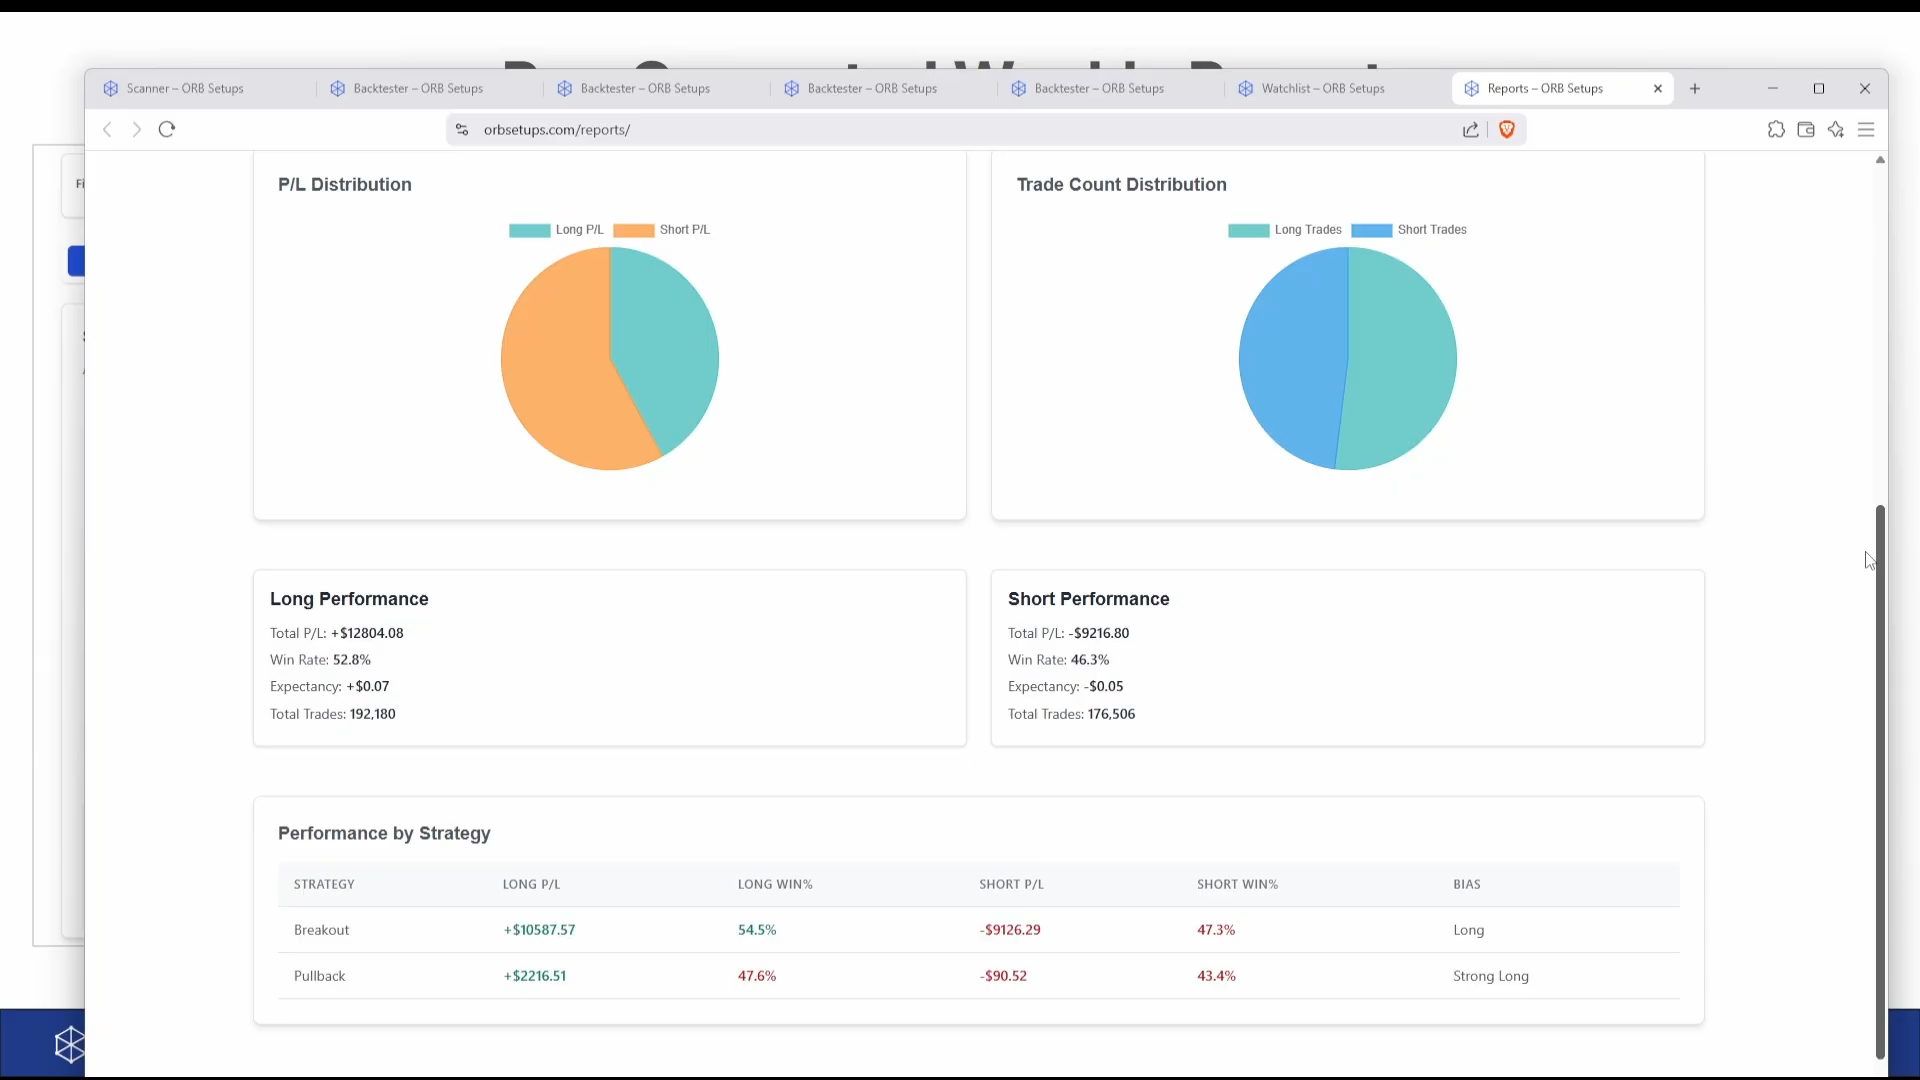 Scanner – ORB Setups
Backtester – ORB Setups
Backtester – ORB Setups
Backtester – ORB Setups
Backtester – ORB Setups
Watchlist – ORB Setups
Reports – ORB Setups
orbsetups.com/reports/
P/L Distribution
Long P/L Short P/L
Trade Count Distribution
Long Trades Short Trades
Long Performance
Total P/L: +$12804.08
Win Rate: 52.8%
Expectancy: +$0.07
Total Trades: 192,180
Short Performance
Total P/L: -$9216.80
Win Rate: 46.3%
Expectancy: -$0.05
Total Trades: 176,506
Performance by Strategy
STRATEGY LONG P/L LONG WIN% SHORT P/L SHORT WIN% BIAS
Breakout +$10587.57 54.5% -$9126.29 47.3% Long
Pullback +$2216.51 47.6% -$90.52 43.4% Strong Long